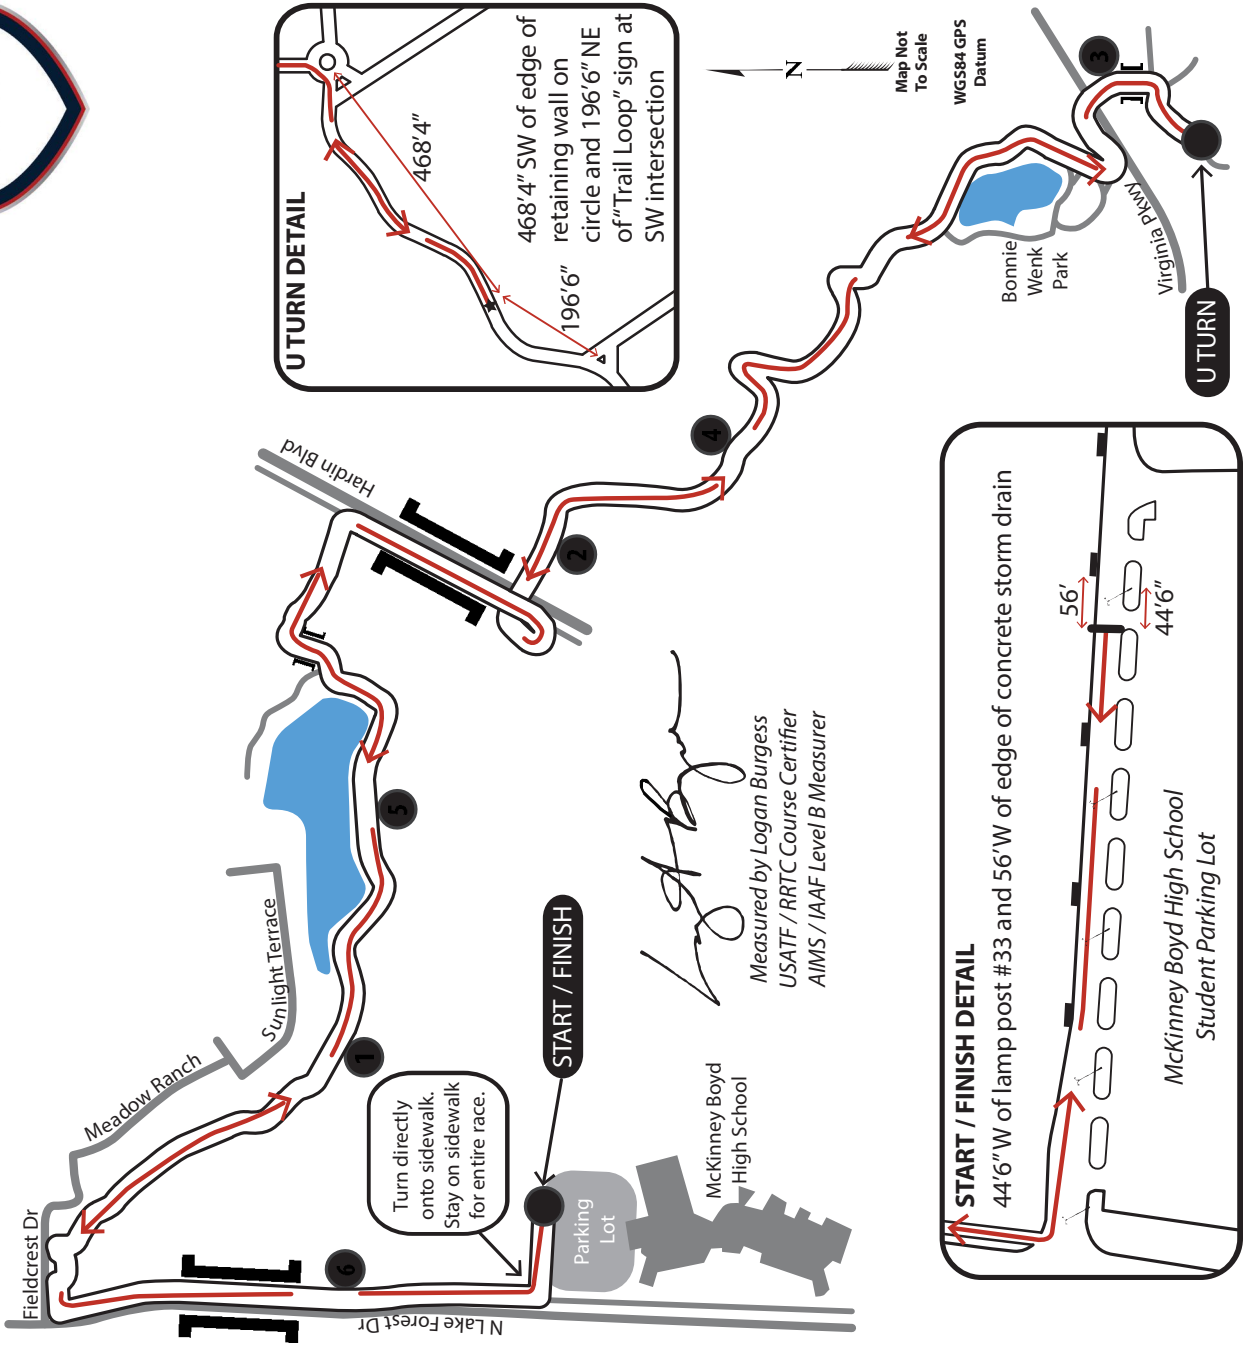 U TURN DETAIL
468'4" SW of edge of
retaining wall on
circle and 196'6" NE
of "Trail Loop" sign at
SW intersection
468'4"
196'6"
N
Map Not
To Scale
WGS84 GPS
Datum
3
Virginia Pkwy
Bonnie
Wenk
Park
U TURN
4
2
Hardin Blvd
5
1
Sunlight Terrace
Meadow Ranch
Fieldcrest Dr
6
N Lake Forest Dr
Turn directly
onto sidewalk.
Stay on sidewalk
for entire race.
START / FINISH
Parking
Lot
McKinney Boyd
High School
Measured by Logan Burgess
USATF / RRTC Course Certifier
AIMS / IAAF Level B Measurer
START / FINISH DETAIL
44'6" W of lamp post #33 and 56' W of edge of concrete storm drain
56'
44'6"
McKinney Boyd High School
Student Parking Lot